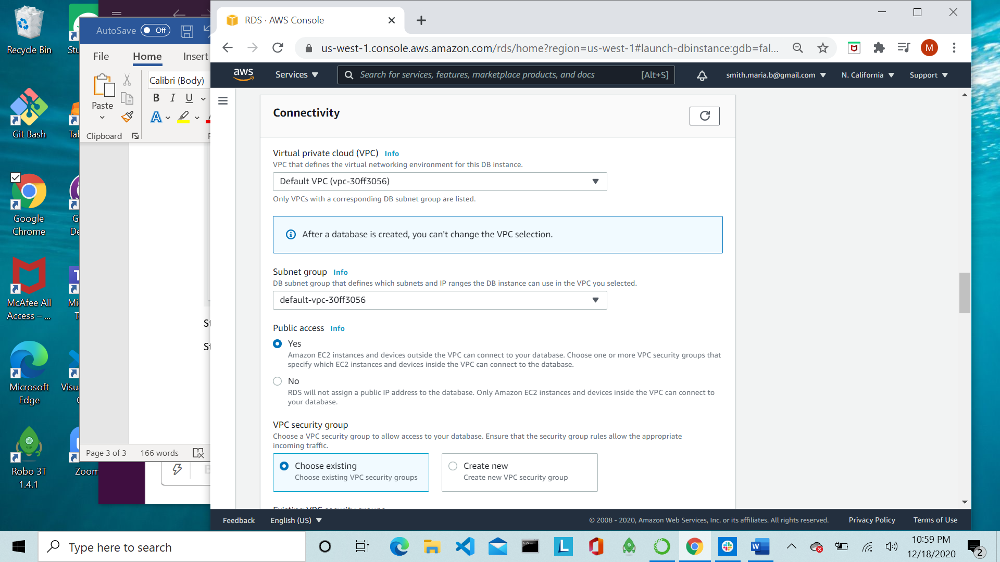 Recycle Bin
Git Bash
Google
Chrome
McAfee All
Access – ...
Microsoft
Edge
Robo 3T
1.4.1
Zoom
AutoSave Off
File Home Insert
Calibri (Body)
Paste
B I U
Clipboard
Page 3 of 3 166 words
RDS · AWS Console
us-west-1.console.aws.amazon.com/rds/home?region=us-west-1#launch-dbinstance:gdb=fal...
M
aws Services Search for services, features, marketplace products, and docs [Alt+S] smith.maria.b@gmail.com N. California Support
Connectivity
Virtual private cloud (VPC) Info
VPC that defines the virtual networking environment for this DB instance.
Default VPC (vpc-30ff3056)
Only VPCs with a corresponding DB subnet group are listed.
After a database is created, you can't change the VPC selection.
Subnet group Info
DB subnet group that defines which subnets and IP ranges the DB instance can use in the VPC you selected.
default-vpc-30ff3056
Public access Info
Yes
Amazon EC2 instances and devices outside the VPC can connect to your database. Choose one or more VPC security groups that
specify which EC2 instances and devices inside the VPC can connect to the database.
No
RDS will not assign a public IP address to the database. Only Amazon EC2 instances and devices inside the VPC can connect to
your database.
VPC security group
Choose a VPC security group to allow access to your database. Ensure that the security group rules allow the appropriate
incoming traffic.
Choose existing
Choose existing VPC security groups
Create new
Create new VPC security group
Feedback English (US) © 2008 - 2020, Amazon Web Services, Inc. or its affiliates. All rights reserved. Privacy Policy Terms of Use
Type here to search
10:59 PM
12/18/2020
2